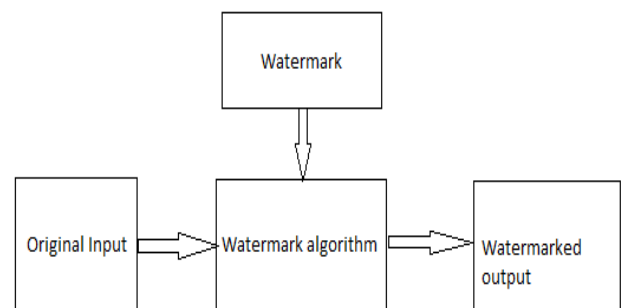 Watermark
Original Input
Watermark algorithm
Watermarked
output